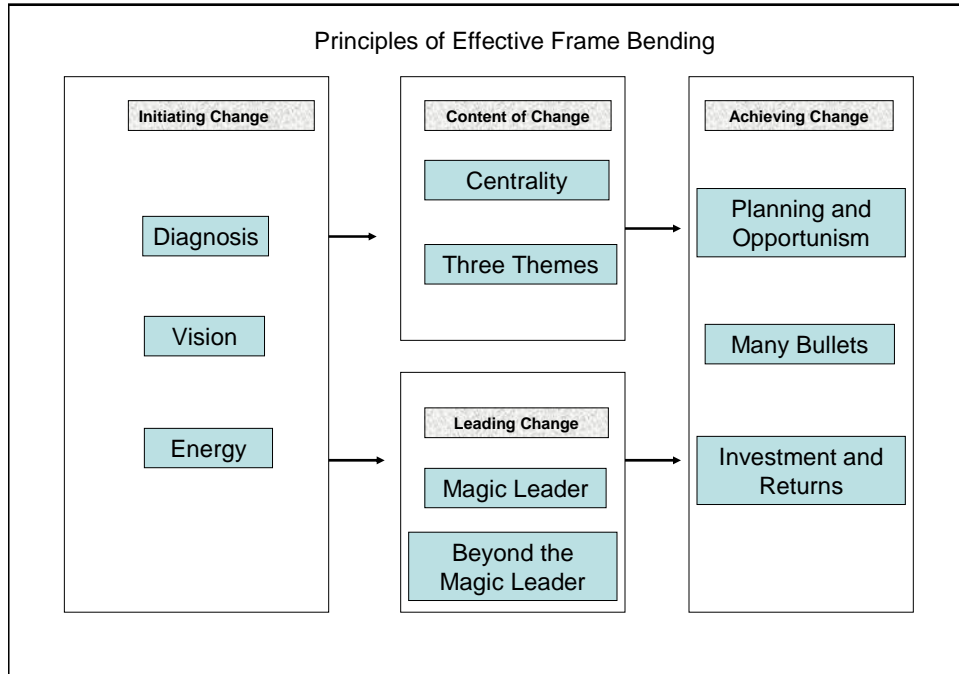 Principles of Effective Frame Bending
Initiating Change
Diagnosis
Vision
Energy
Content of Change
Centrality
Three Themes
Leading Change
Magic Leader
Beyond the
Magic Leader
Achieving Change
Planning and
Opportunism
Many Bullets
Investment and
Returns